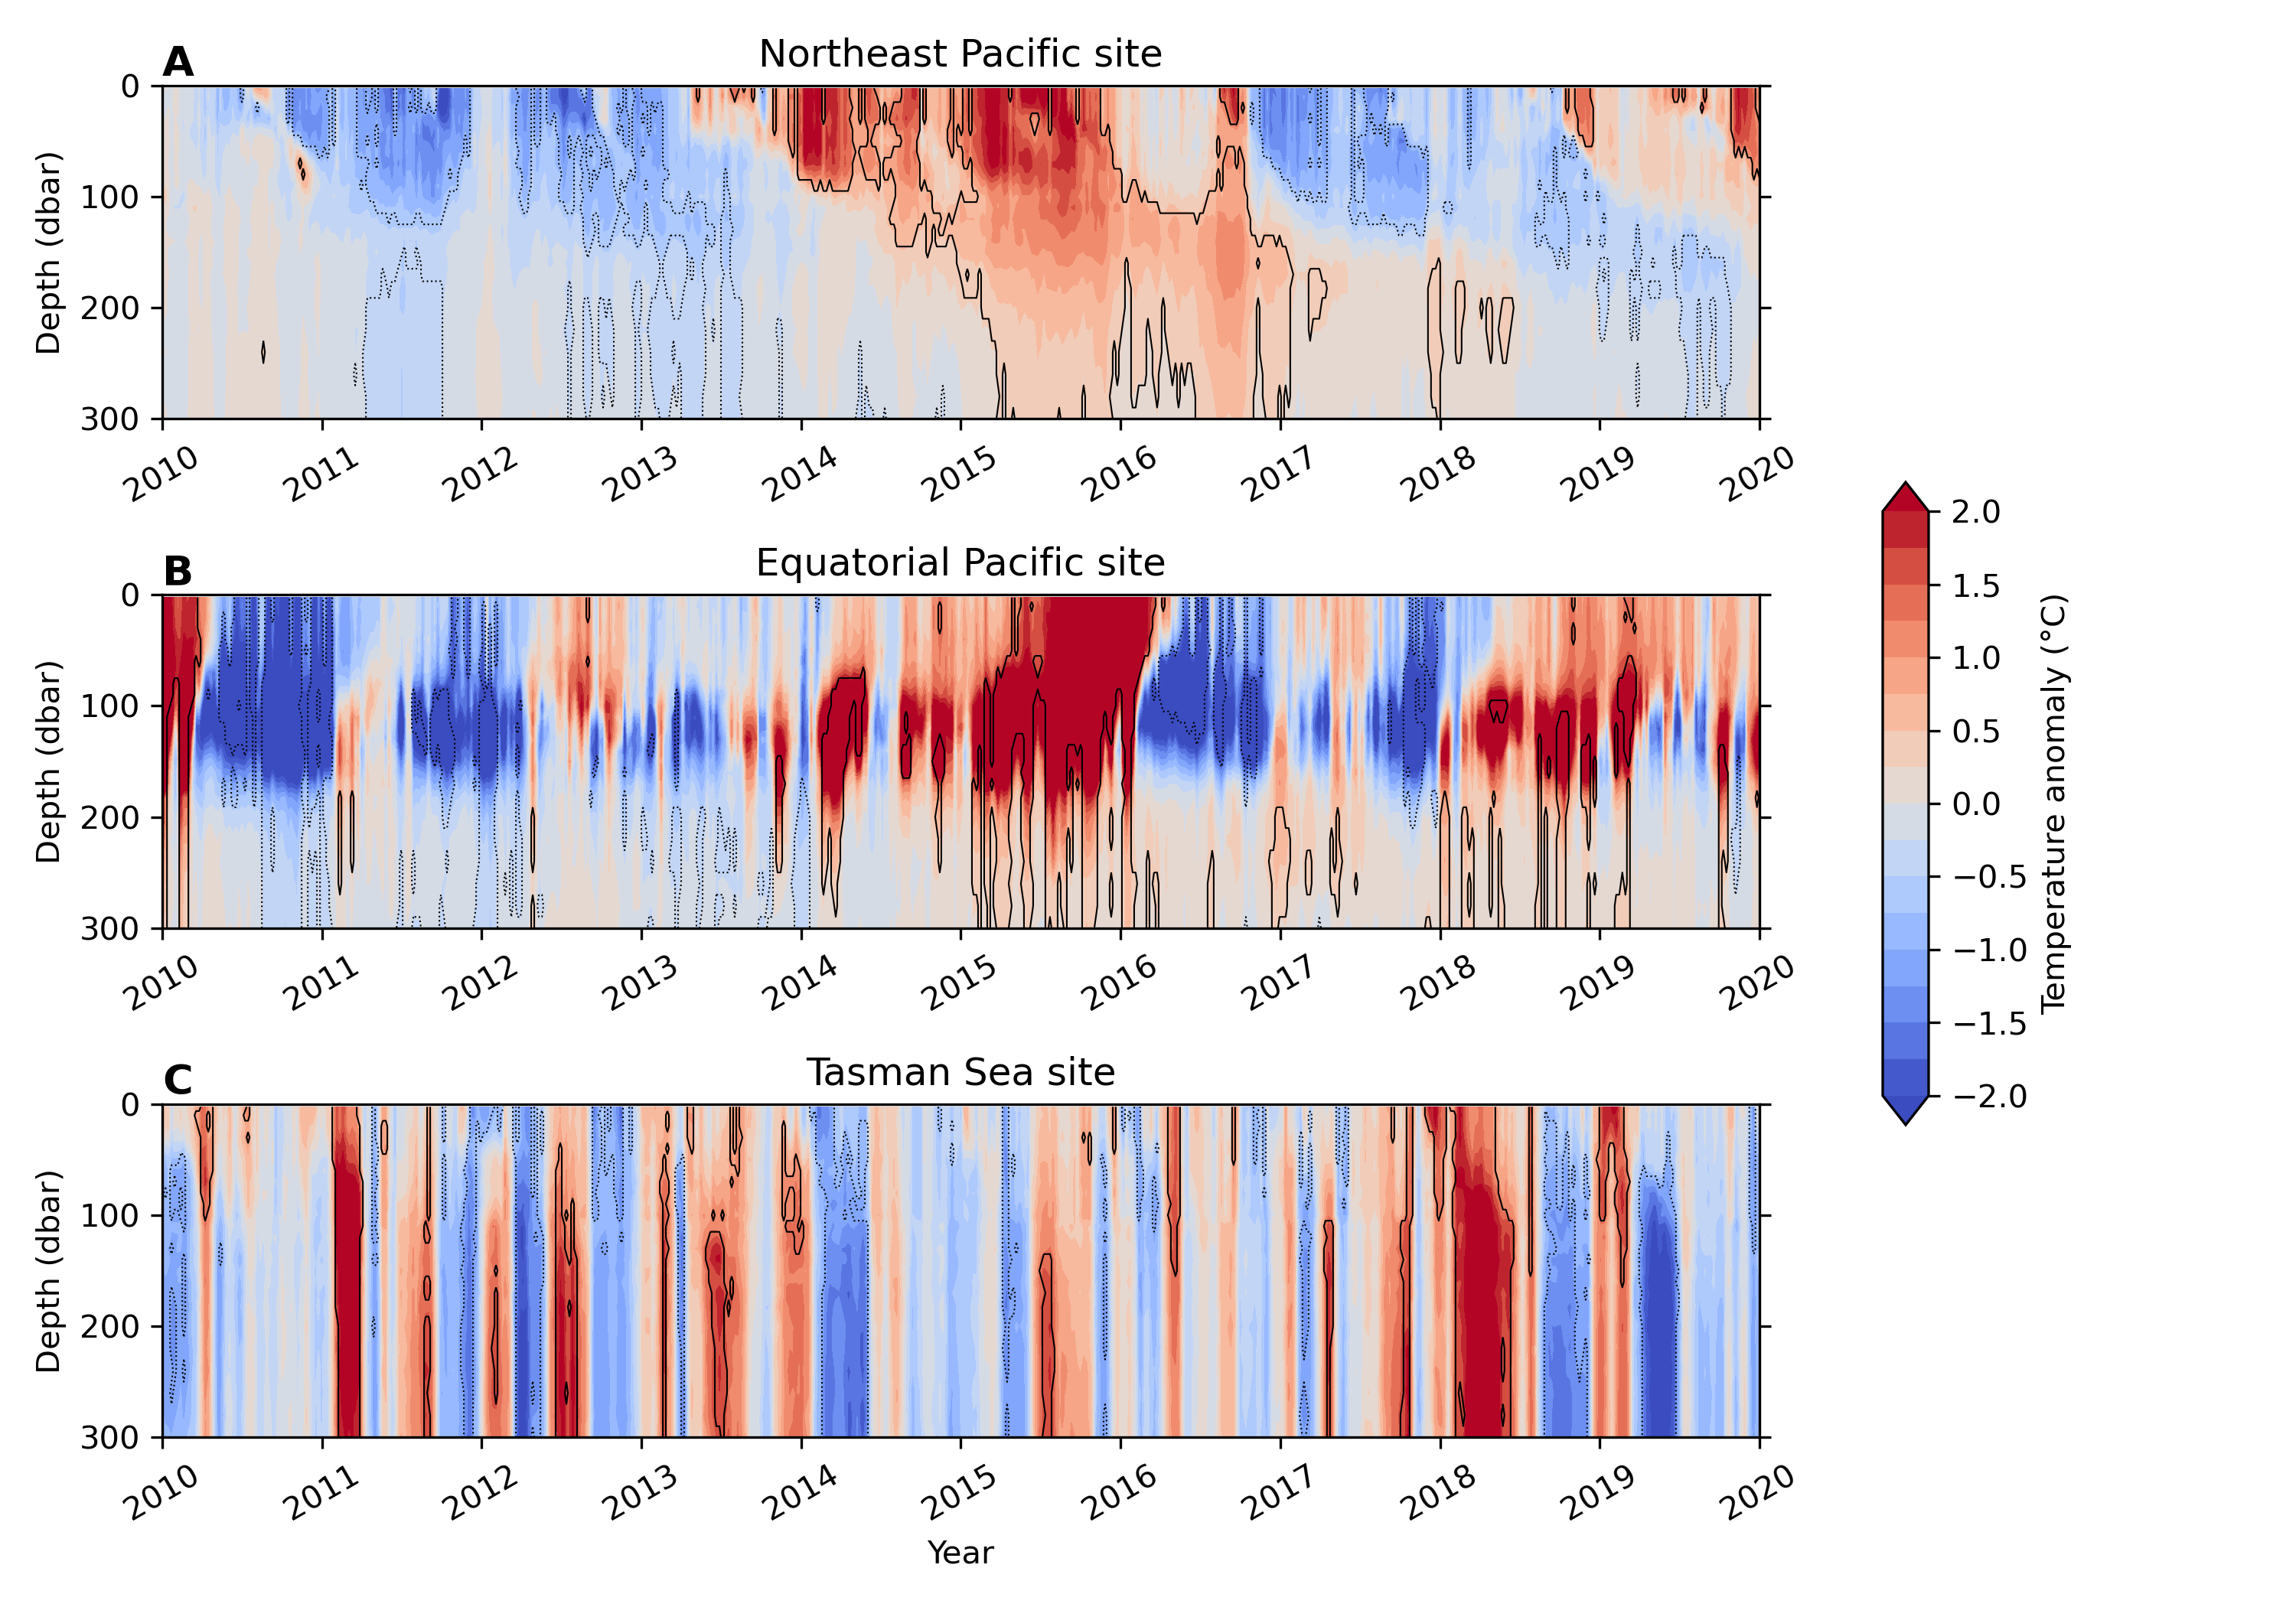 A
Northeast Pacific site
0
100
200
300
Depth (dbar)
2010 2011 2012 2013 2014 2015 2016 2017 2018 2019 2020
B
Equatorial Pacific site
0
100
200
300
Depth (dbar)
2010 2011 2012 2013 2014 2015 2016 2017 2018 2019 2020
C
Tasman Sea site
0
100
200
300
Depth (dbar)
2010 2011 2012 2013 2014 2015 2016 2017 2018 2019 2020
Year
2.0
1.5
1.0
0.5
0.0
−0.5
−1.0
−1.5
−2.0
Temperature anomaly (°C)